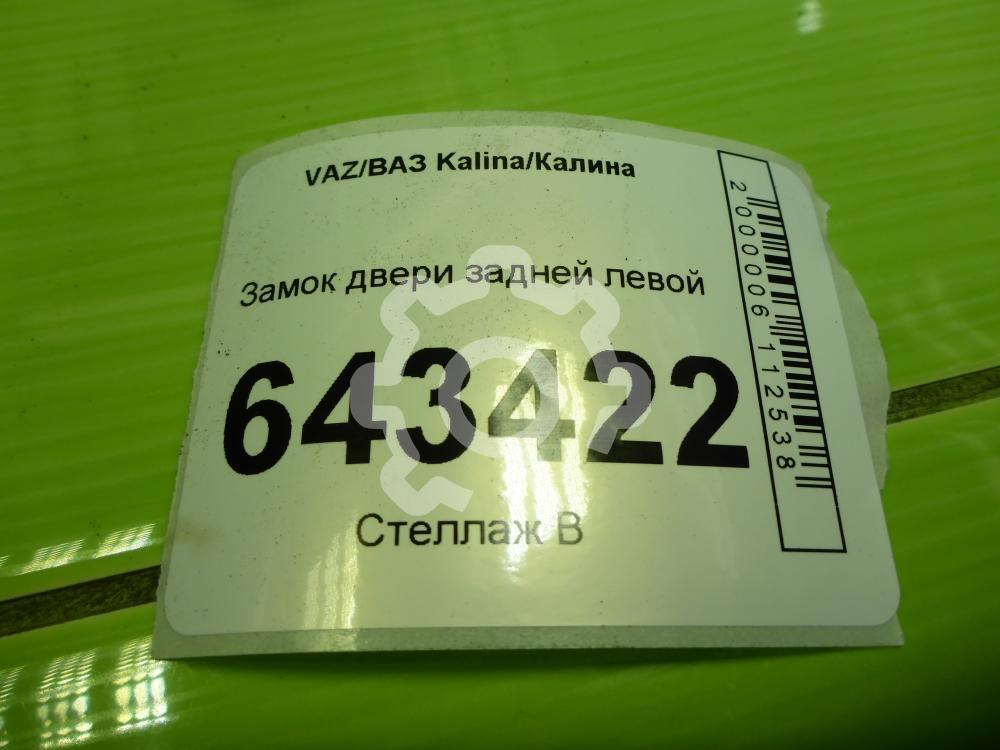 VAZ/ВАЗ Kalina/Калина
Замок двери задней левой
643422
Стеллаж В
2000006112538